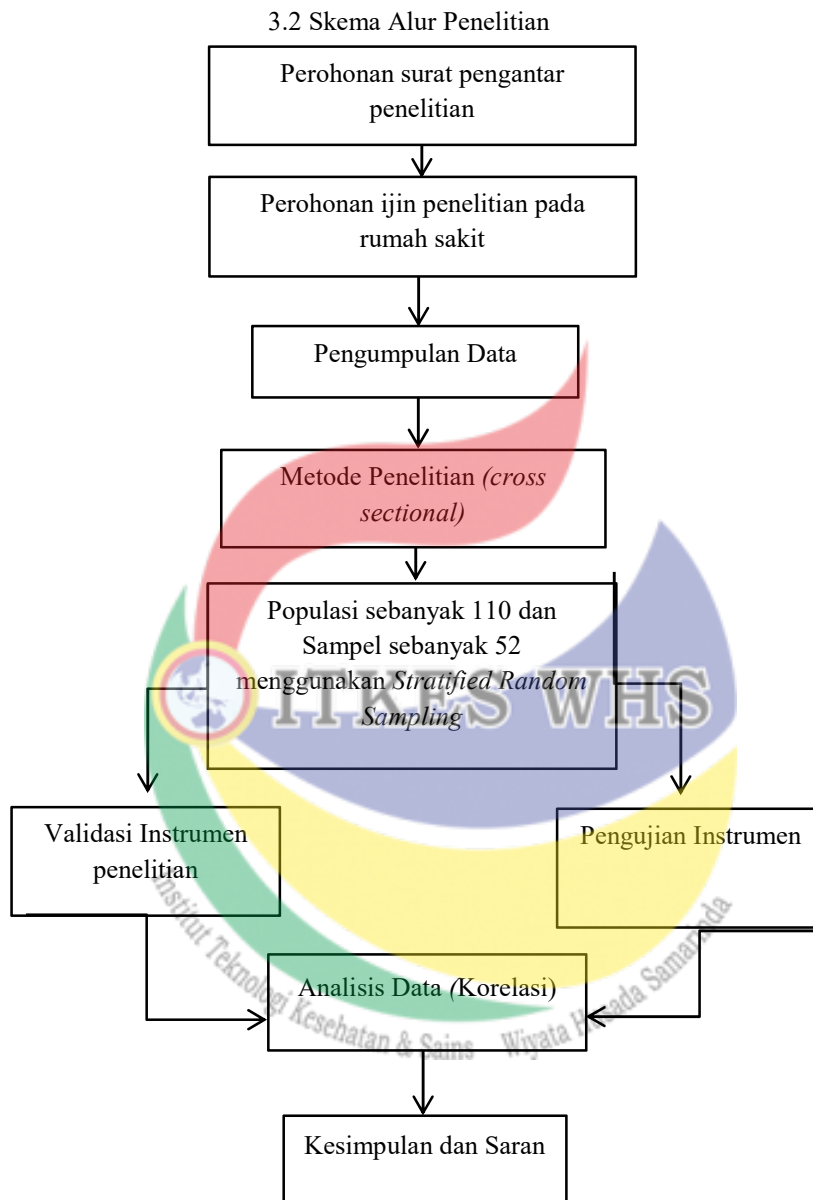 3.2 Skema Alur Penelitian
Perohonan surat pengantar
penelitian
Perohonan ijin penelitian pada
rumah sakit
Pengumpulan Data
Metode Penelitian (cross
sectional)
Populasi sebanyak 110 dan
Sampel sebanyak 52
menggunakan Stratified Random
Sampling
ITKES WHS
Validasi Instrumen
penelitian
Pengujian Instrumen
Analisis Data (Korelasi)
Institut Teknologi Kesehatan & Sains Wiyata Husada Samarinda
Kesimpulan dan Saran